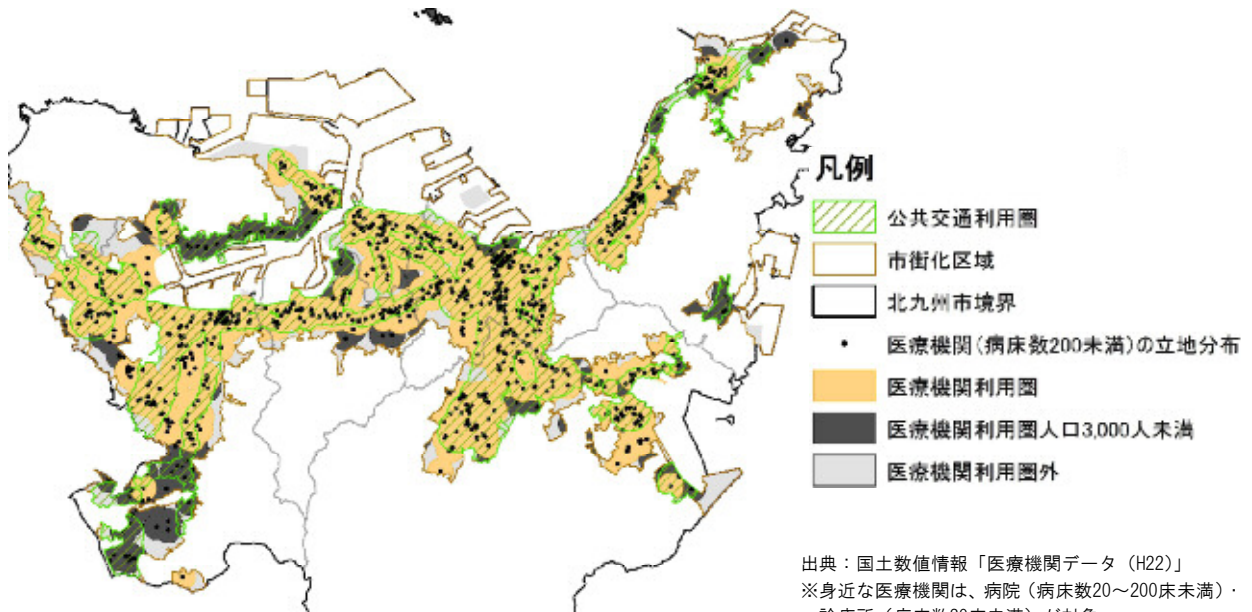 凡例
公共交通利用圏
市街化区域
北九州市境界
医療機関(病床数200未満)の立地分布
医療機関利用圏
医療機関利用圏人口3,000人未満
医療機関利用圏外
出典:国土数値情報「医療機関データ(H22)」
※身近な医療機関は、病院(病床数20~200床未満)・